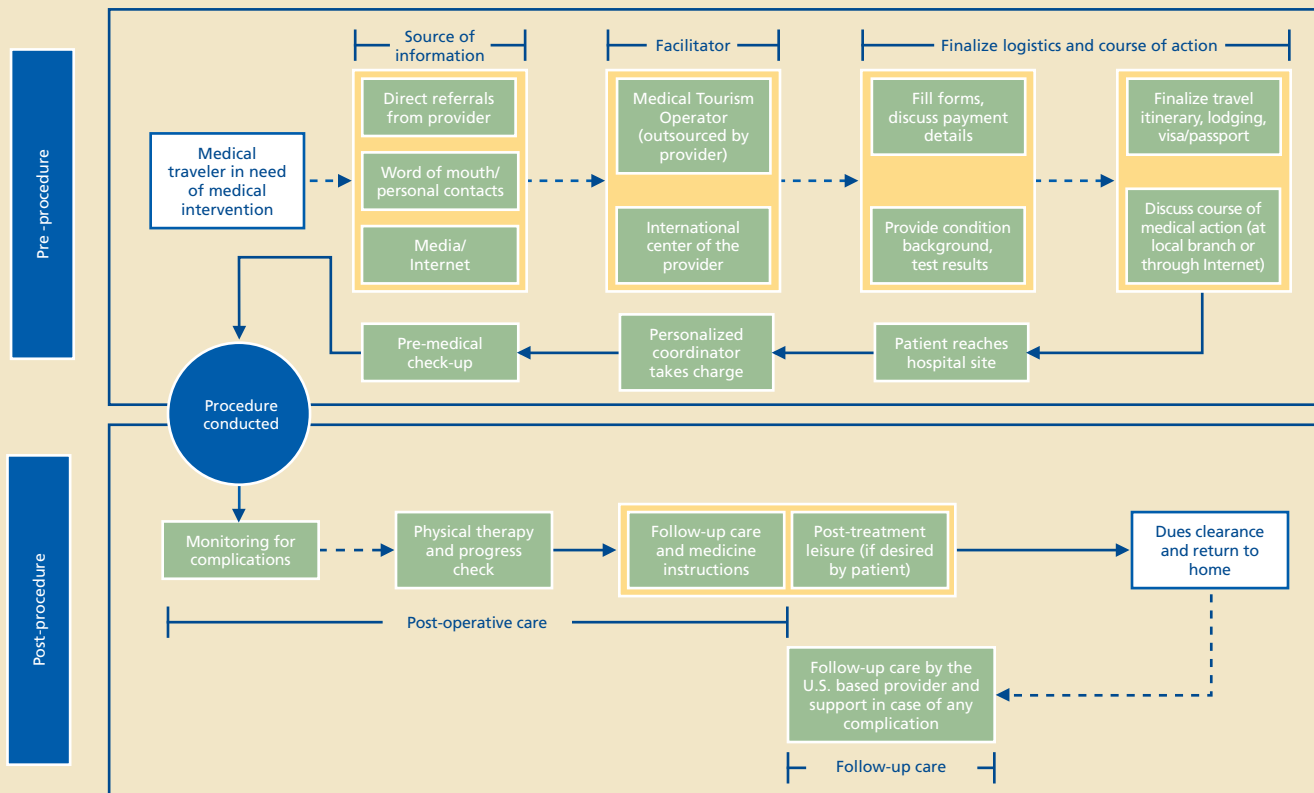 Pre -procedure
Source of
information
Facilitator
Finalize logistics and course of action
Medical
traveler in need
of medical
intervention
Direct referrals
from provider
Word of mouth/
personal contacts
Media/
Internet
Medical Tourism
Operator
(outsourced by
provider)
International
center of the
provider
Fill forms,
discuss payment
details
Provide condition
background,
test results
Finalize travel
itinerary, lodging,
visa/passport
Discuss course of
medical action (at
local branch or
through Internet)
Patient reaches
hospital site
Personalized
coordinator
takes charge
Pre-medical
check-up
Procedure
conducted
Post-procedure
Monitoring for
complications
Physical therapy
and progress
check
Follow-up care
and medicine
instructions
Post-treatment
leisure (if desired
by patient)
Dues clearance
and return to
home
Post-operative care
Follow-up care by the
U.S. based provider and
support in case of any
complication
Follow-up care